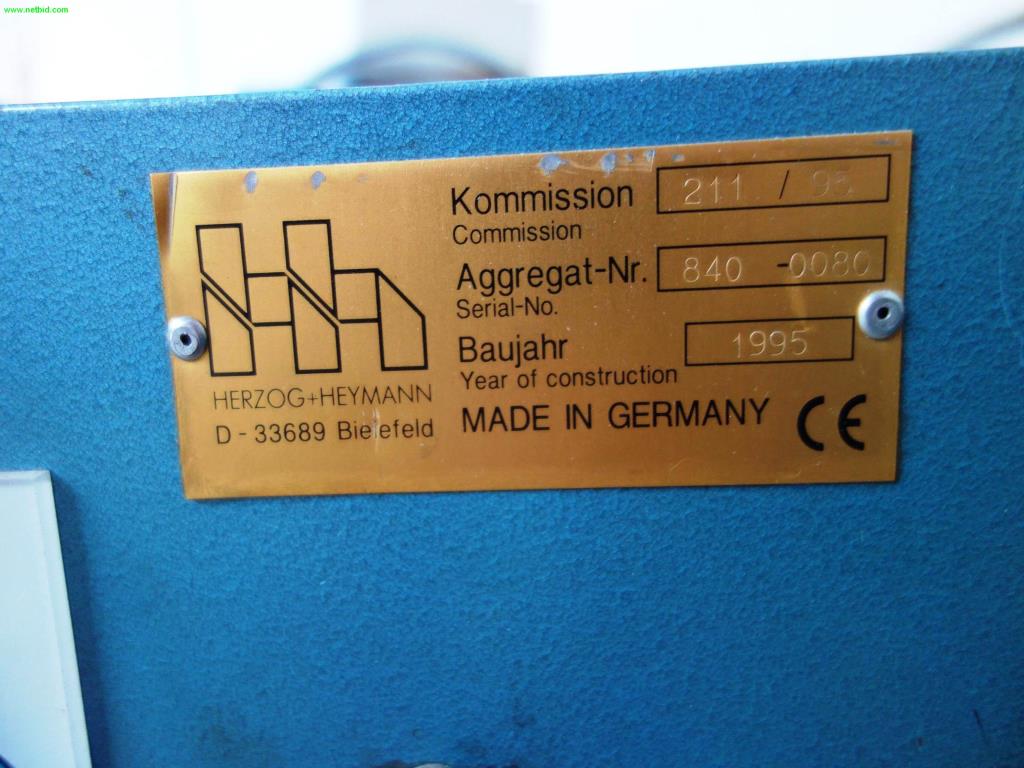 www.netbid.com
Kommission 211 / 95
Commission
Aggregat-Nr. 840 -0080
Serial-No.
Baujahr 1995
Year of construction
MADE IN GERMANY CE
HERZOG+HEYMANN
D - 33689 Bielefeld